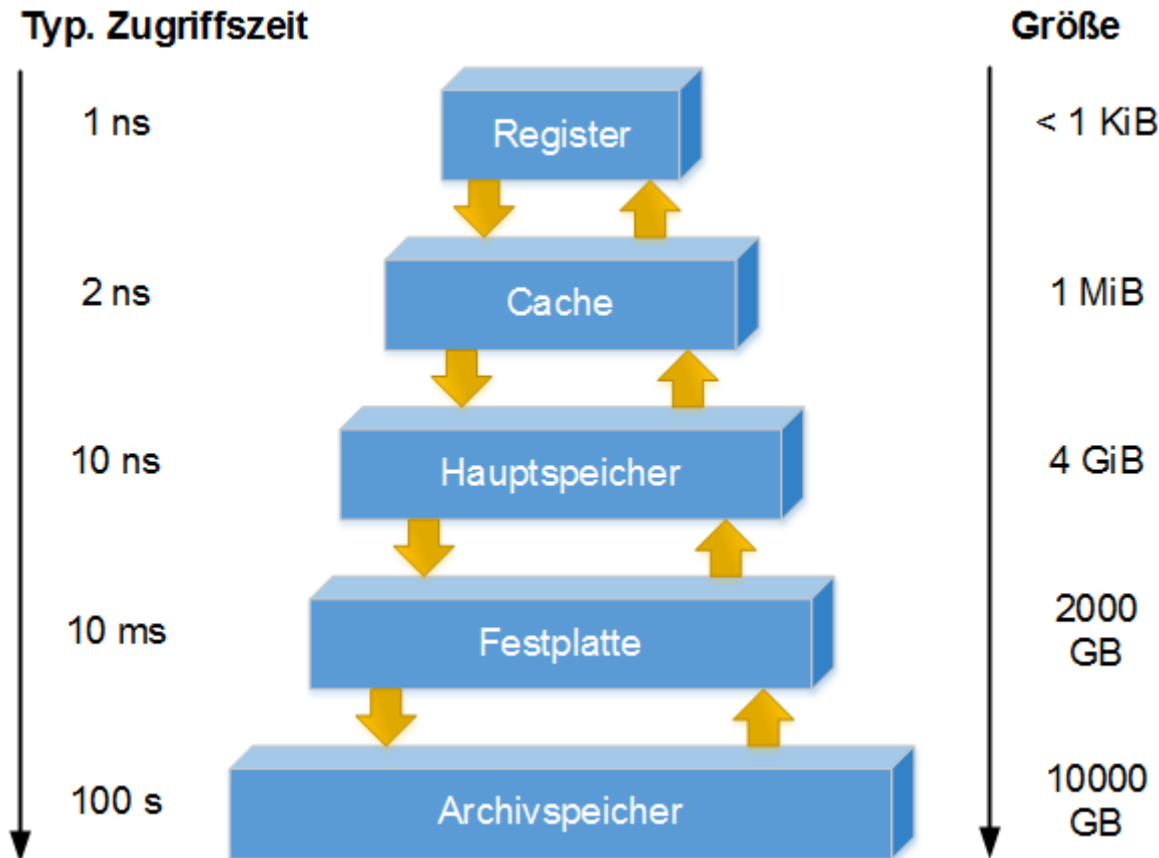 Typ. Zugriffszeit
Größe
1 ns
Register
< 1 KiB
2 ns
Cache
1 MiB
10 ns
Hauptspeicher
4 GiB
10 ms
Festplatte
2000
GB
100 s
Archivspeicher
10000
GB